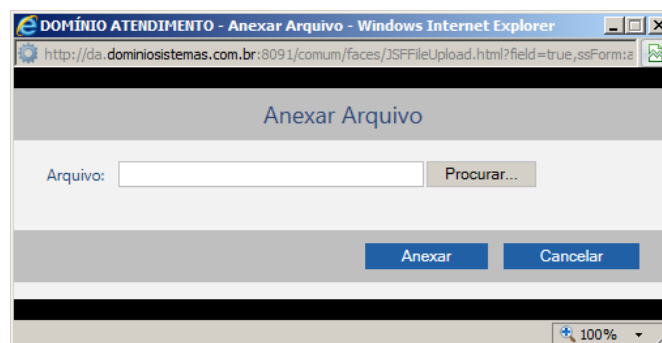 DOMÍNIO ATENDIMENTO - Anexar Arquivo - Windows Internet Explorer
http://da.dominiosistemas.com.br:8091/comum/faces/JSFFileUpload.html?field=true,ssForm:a
Anexar Arquivo
Arquivo: Procurar...
Anexar Cancelar
100%